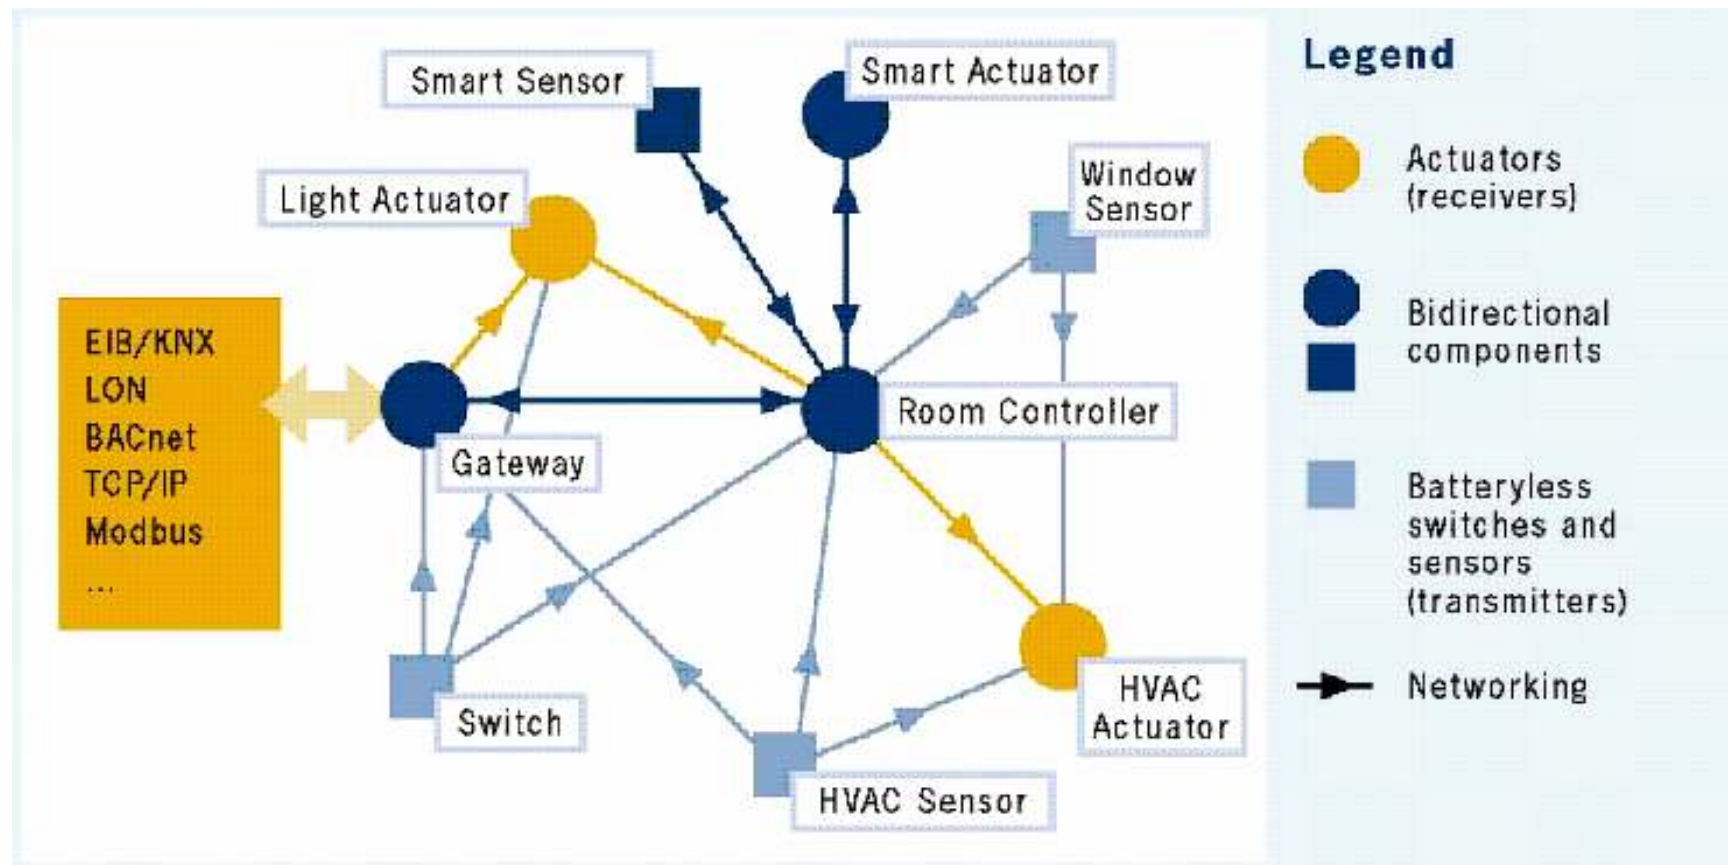 Smart Sensor
Smart Actuator
Light Actuator
Window
Sensor
EIB/KNX
LON
BACnet
TCP/IP
Modbus
...
Room Controller
Gateway
Switch
HVAC
Actuator
HVAC Sensor
Legend
Actuators
(receivers)
Bidirectional
components
Batteryless
switches and
sensors
(transmitters)
Networking